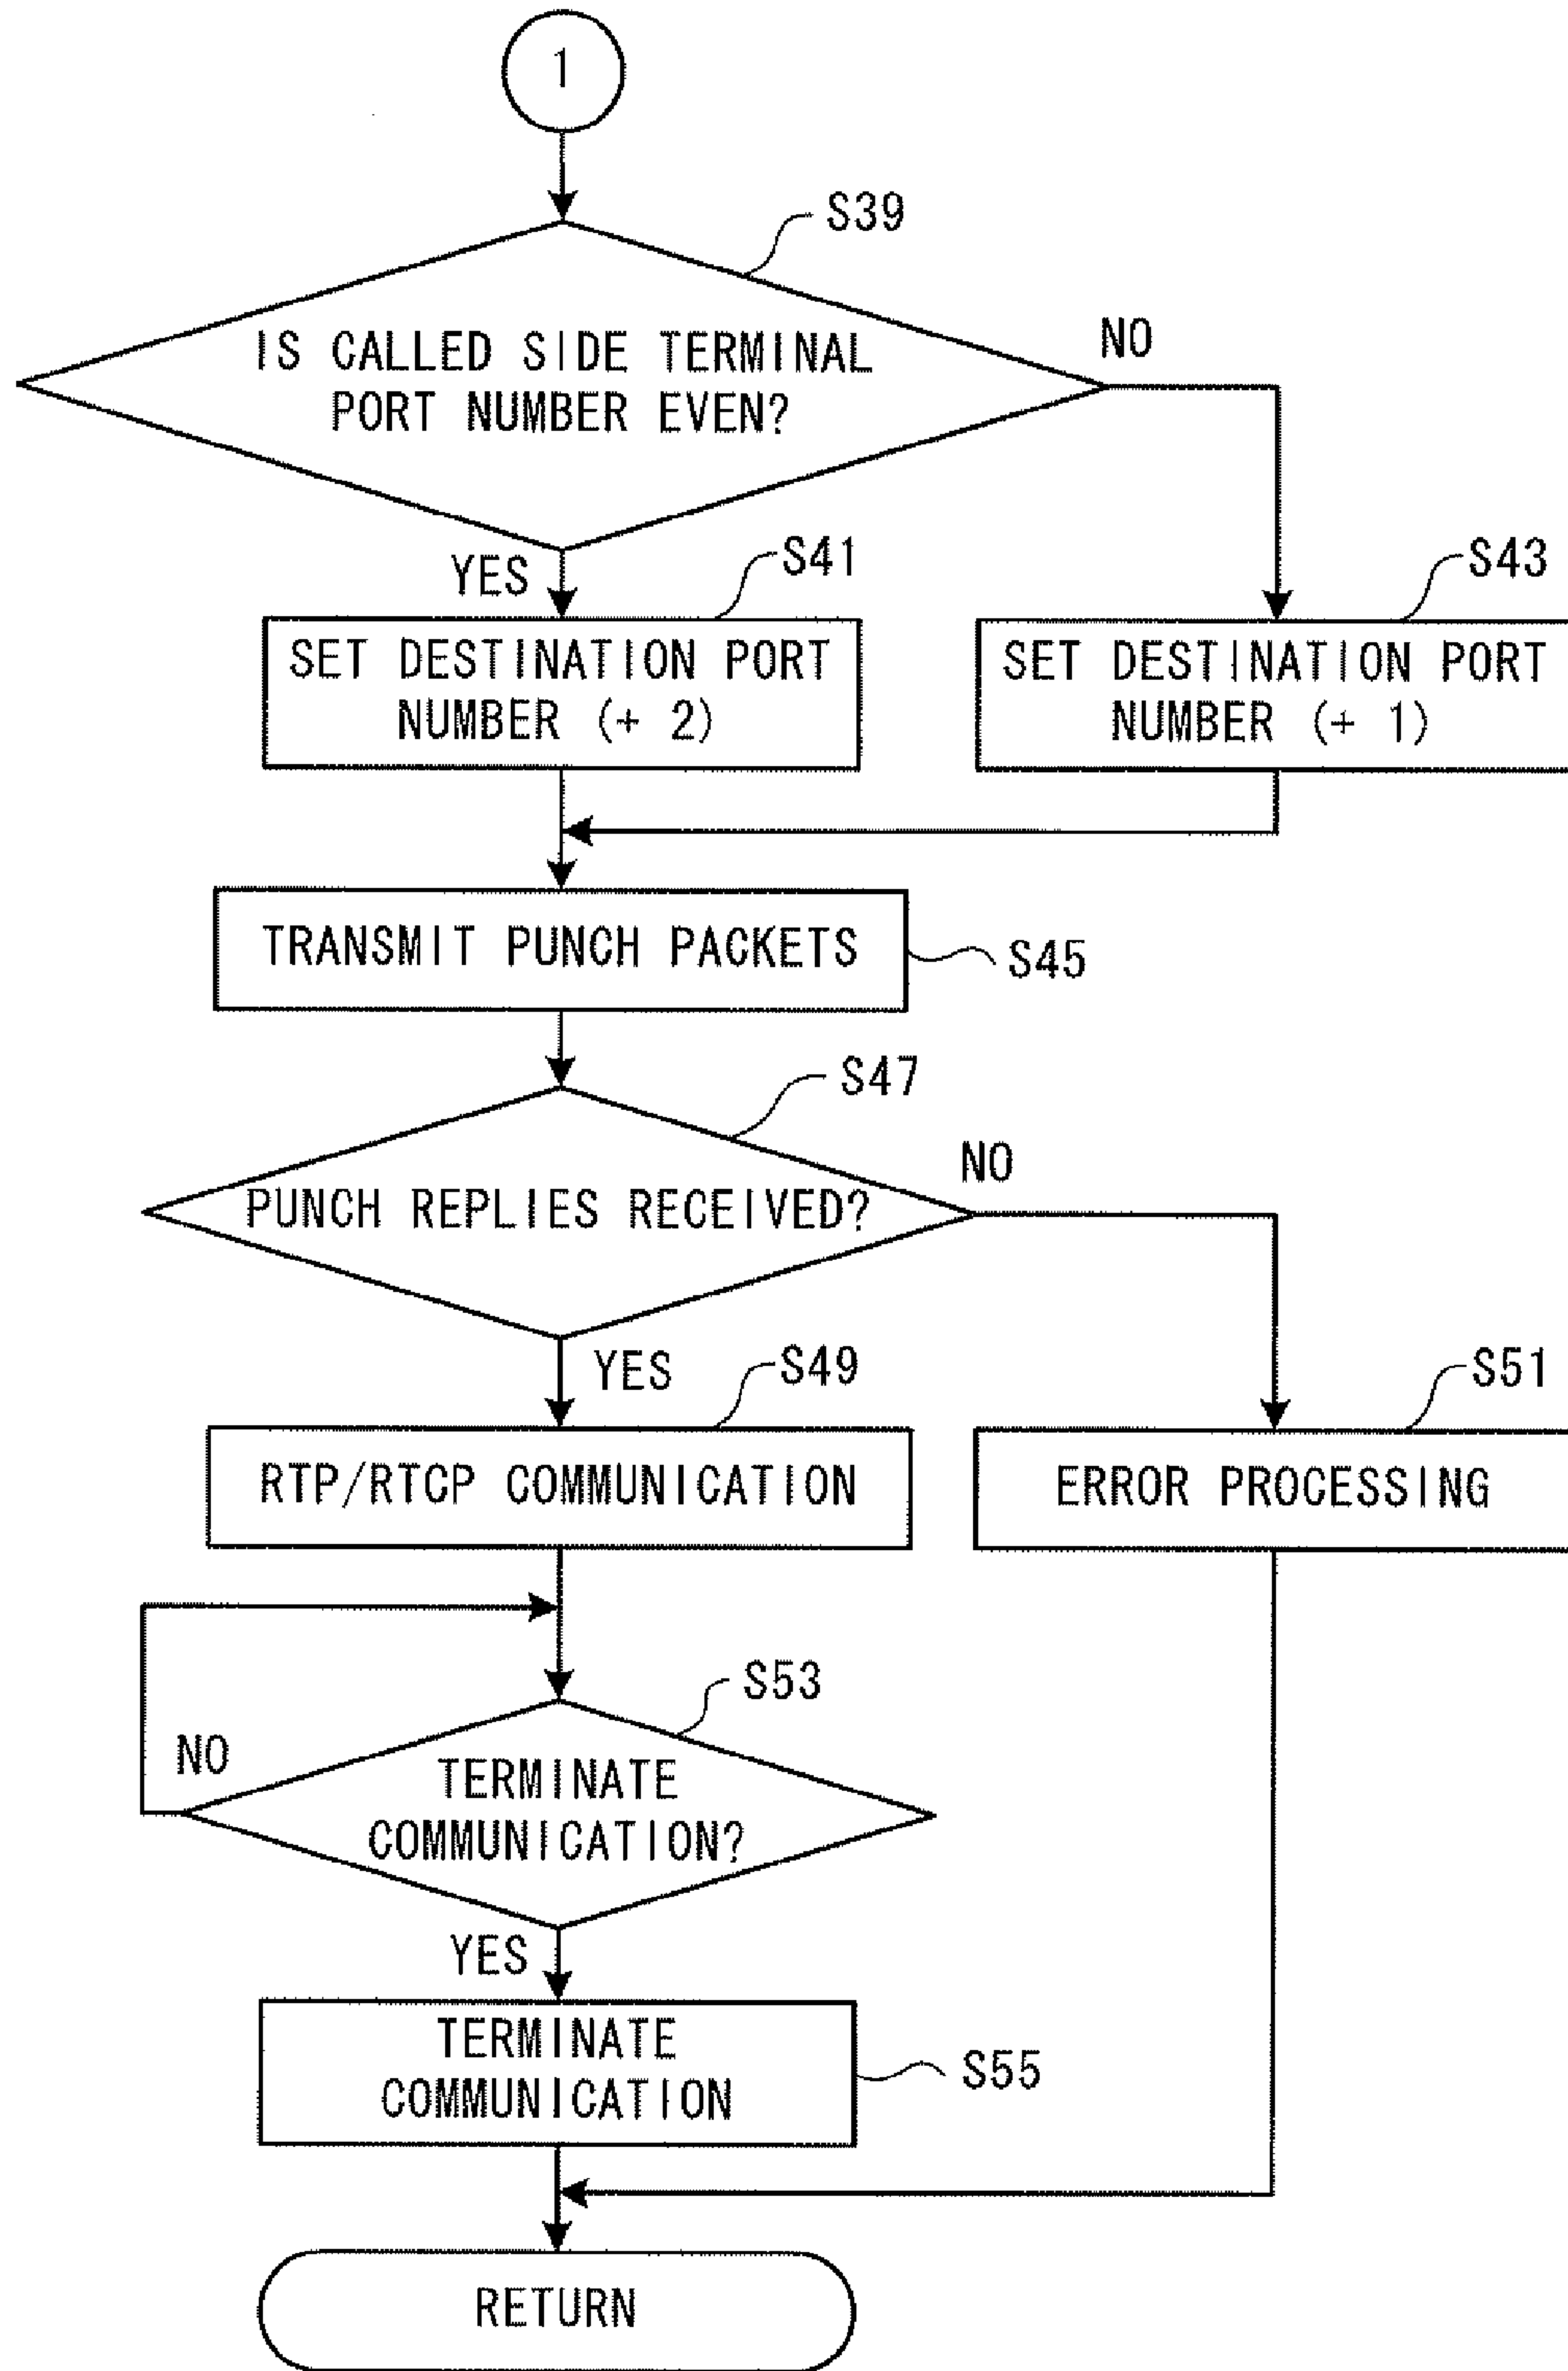 1
S39
IS CALLED SIDE TERMINAL
PORT NUMBER EVEN?
NO
YES
S41
S43
SET DESTINATION PORT
NUMBER (+ 2)
SET DESTINATION PORT
NUMBER (+ 1)
TRANSMIT PUNCH PACKETS
S45
S47
PUNCH REPLIES RECEIVED?
NO
YES
S49
S51
RTP/RTCP COMMUNICATION
ERROR PROCESSING
S53
NO
TERMINATE
COMMUNICATION?
YES
TERMINATE
COMMUNICATION
S55
RETURN